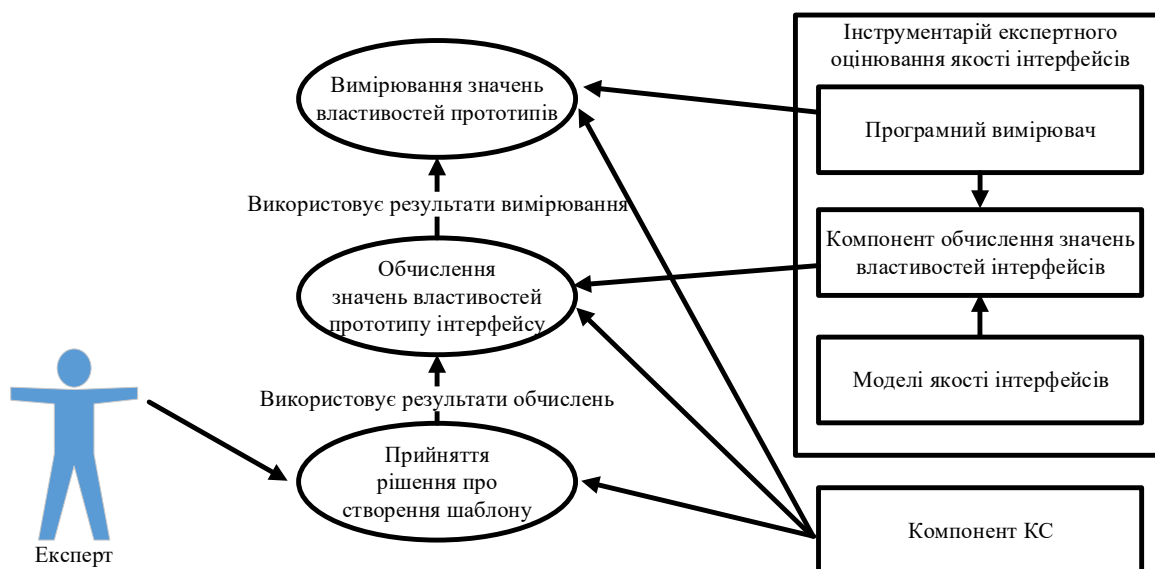 Інструментарій експертного
оцінювання якості інтерфейсів
Вимірювання значень
властивостей прототипів
Програмний вимірювач
Використовує результати вимірювання
Компонент обчислення значень
властивостей інтерфейсів
Обчислення
значень властивостей
прототипу інтерфейсу
Моделі якості інтерфейсів
Використовує результати обчислень
Прийняття
рішення про
створення шаблону
Компонент КС
Експерт